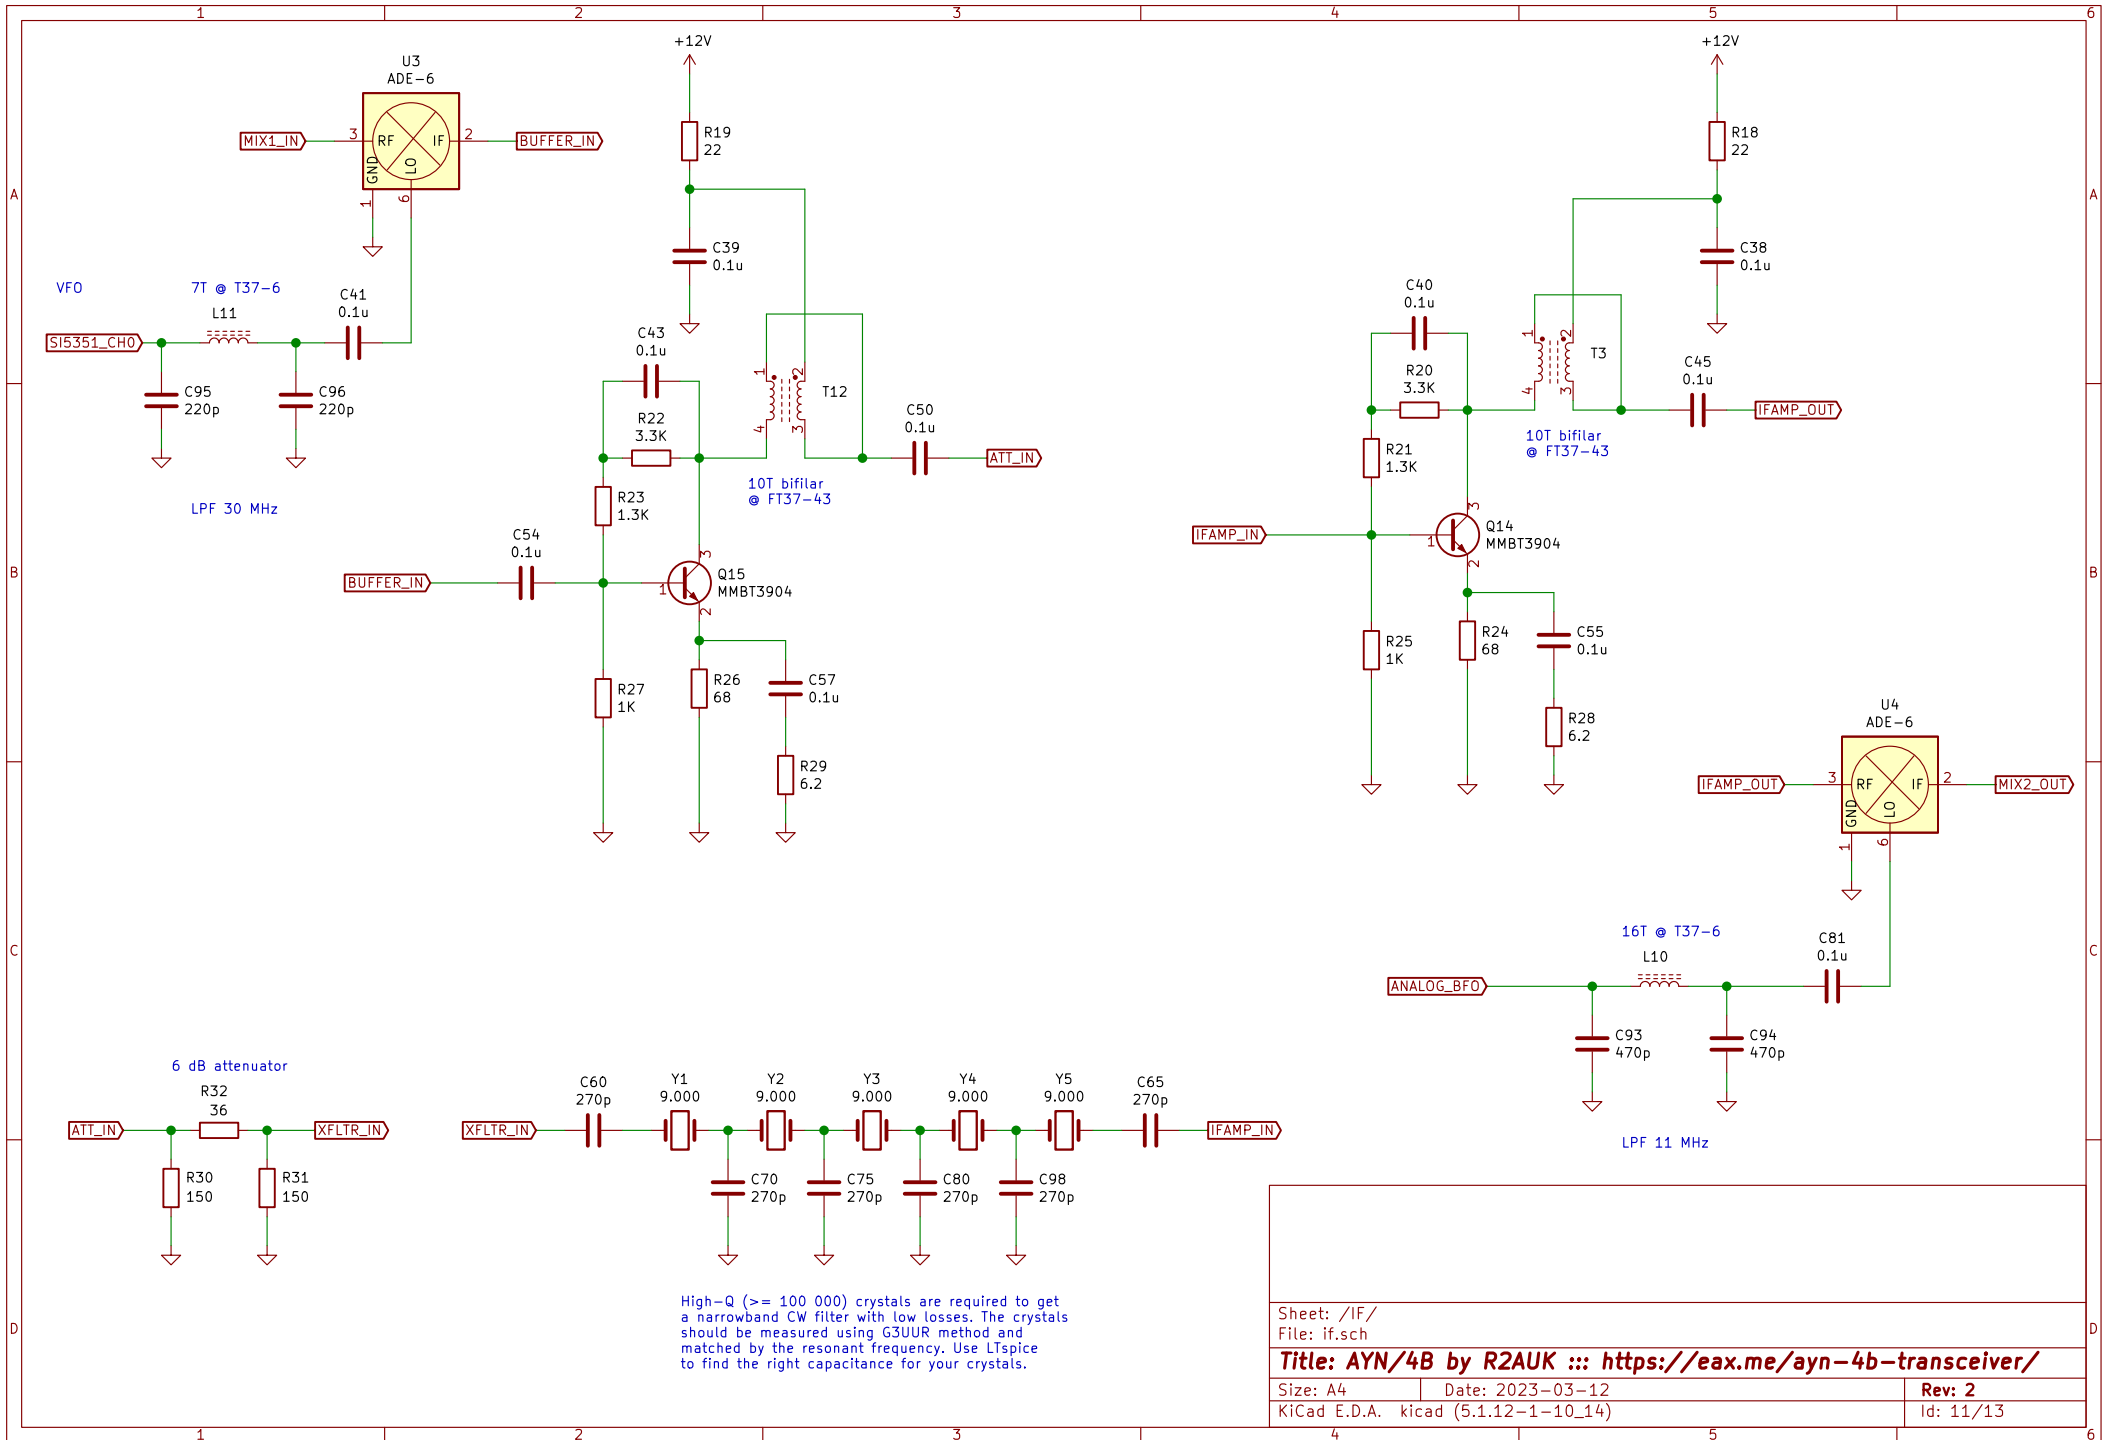 1 2 3 4 5 6
A
B
C
D
A
B
C
D
1 2 3 4 5 6
U3
ADE-6
MIX1_IN
3
RF
IF
2
BUFFER_IN
GND
LO
1
6
VFO
7T @ T37-6
L11
C41
0.1u
SI5351_CH0
C95
220p
C96
220p
LPF 30 MHz
+12V
R19
22
C39
0.1u
C43
0.1u
R22
3.3K
1
2
4
3
T12
C50
0.1u
ATT_IN
10T bifilar
@ FT37-43
R23
1.3K
C54
0.1u
BUFFER_IN
1
3
2
Q15
MMBT3904
R27
1K
R26
68
C57
0.1u
R29
6.2
+12V
R18
22
C38
0.1u
C40
0.1u
R20
3.3K
1
2
4
3
T3
C45
0.1u
IFAMP_OUT
10T bifilar
@ FT37-43
R21
1.3K
IFAMP_IN
1
3
2
Q14
MMBT3904
R25
1K
R24
68
C55
0.1u
R28
6.2
U4
ADE-6
IFAMP_OUT
3
RF
IF
2
MIX2_OUT
GND
LO
1
6
16T @ T37-6
L10
C81
0.1u
ANALOG_BFO
C93
470p
C94
470p
LPF 11 MHz
6 dB attenuator
R32
36
ATT_IN
XFLTR_IN
R30
150
R31
150
XFLTR_IN
C60
270p
Y1
9.000
Y2
9.000
Y3
9.000
Y4
9.000
Y5
9.000
C65
270p
IFAMP_IN
C70
270p
C75
270p
C80
270p
C98
270p
High-Q (>= 100 000) crystals are required to get
a narrowband CW filter with low losses. The crystals
should be measured using G3UUR method and
matched by the resonant frequency. Use LTspice
to find the right capacitance for your crystals.
Sheet: /IF/
File: if.sch
Title: AYN/4B by R2AUK ::: https://eax.me/ayn-4b-transceiver/
Size: A4 Date: 2023-03-12 Rev: 2
KiCad E.D.A. kicad (5.1.12-1-10_14) Id: 11/13